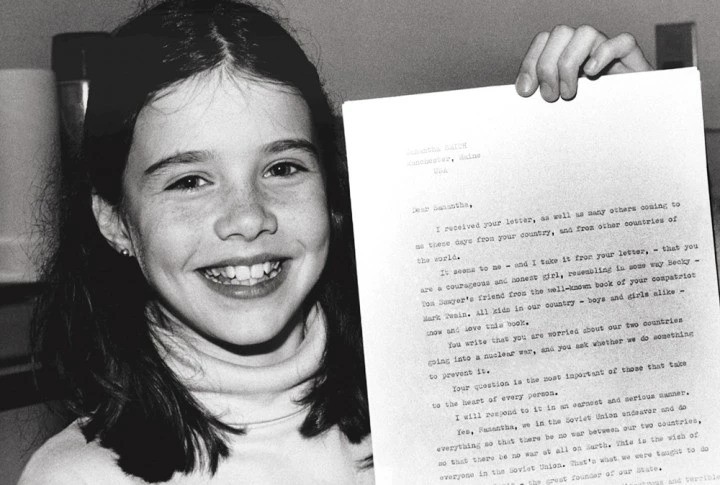 Samantha SMITH
Manchester, Maine
USA
Dear Samantha,
I received your letter, as well as many others coming to
me these days from your country, and from other countries of
the world.
It seems to me - and I take it from your letter, - that you
are a courageous and honest girl, resembling in some way Becky -
Tom Sawyer's friend from the well-known book of your compatriot
Mark Twain. All kids in our country - boys and girls alike -
know and love this book.
You write that you are worried about our two countries
going into a nuclear war, and you ask whether we do something
to prevent it.
Your question is the most important of those that take
to the heart of every person.
I will respond to it in an earnest and serious manner.
Yes, Samantha, we in the Soviet Union endeavor and do
everything so that there be no war between our two countries,
so that there be no war at all on Earth. This is the wish of
everyone in the Soviet Union. That's what we were taught to do
- the great founder of our State.
and terrible